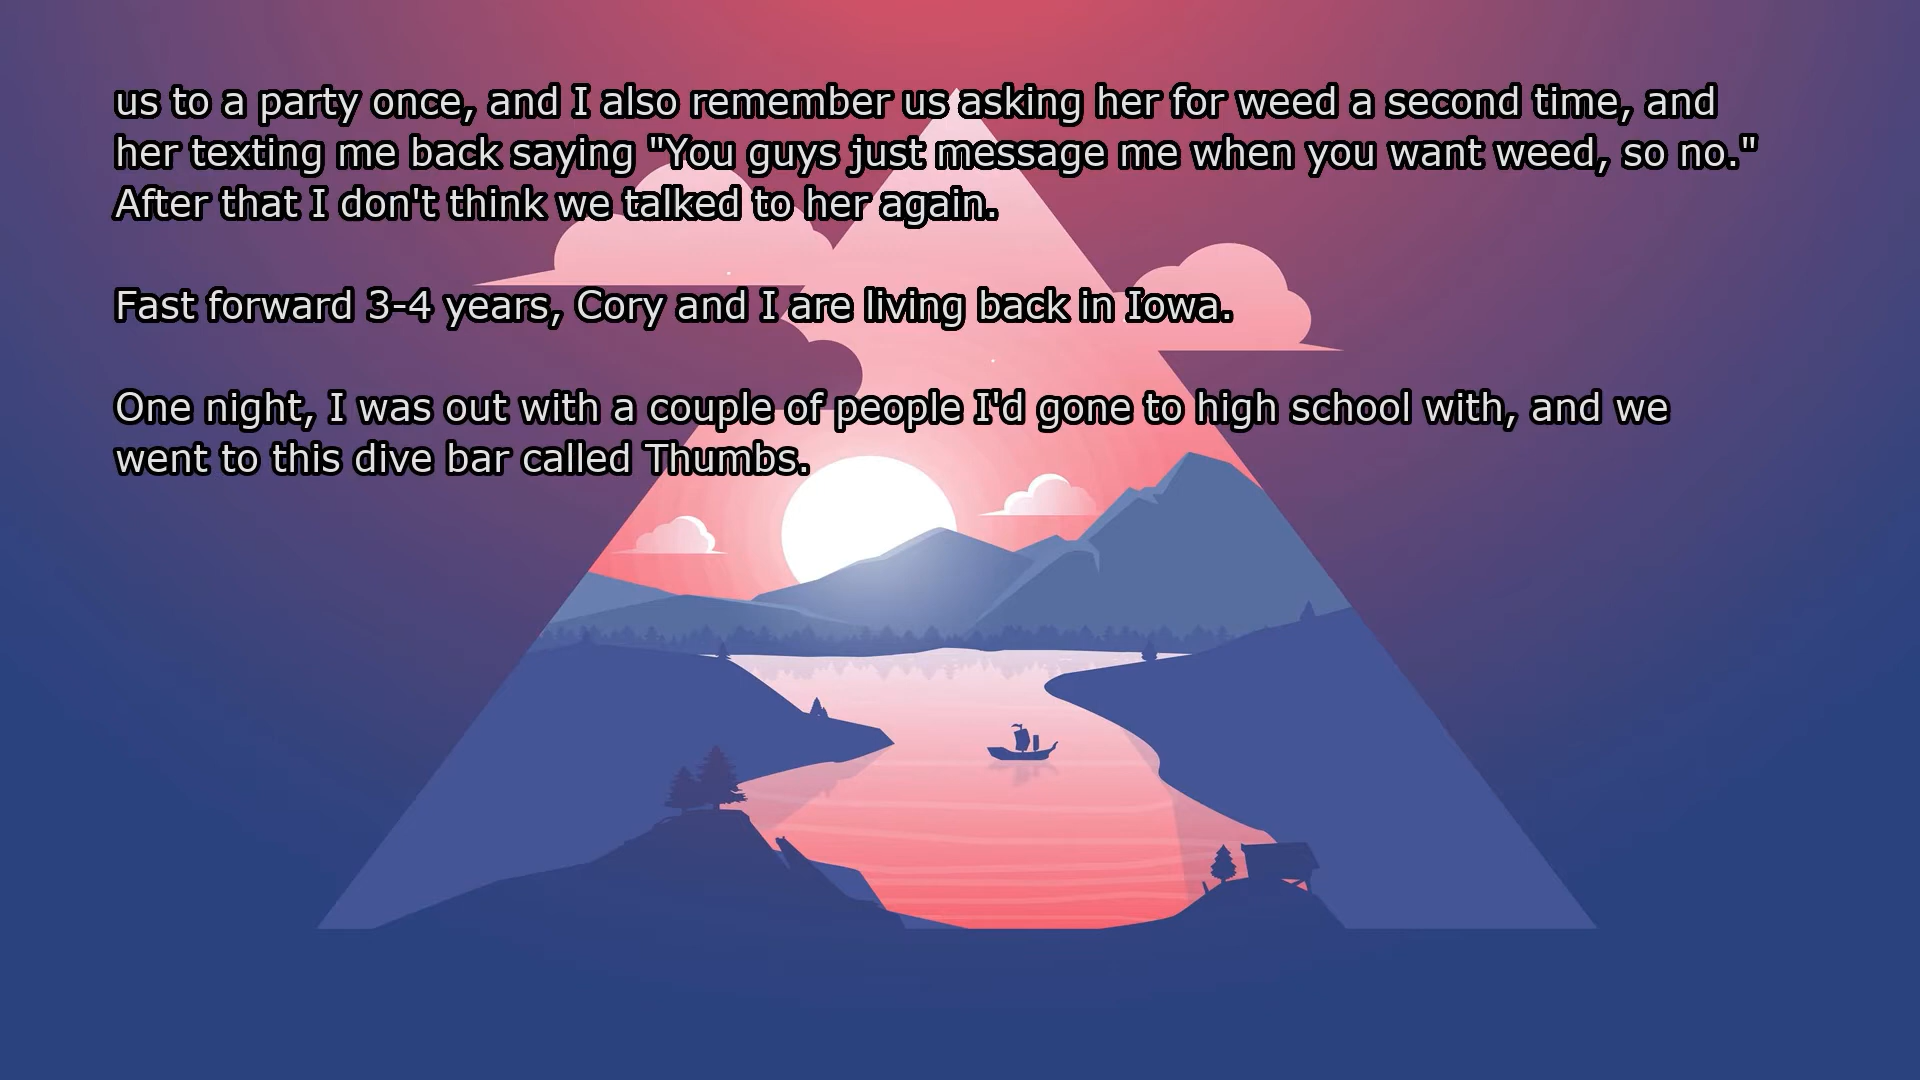 us to a party once, and I also remember us asking her for weed a second time, and
her texting me back saying "You guys just message me when you want weed, so no."
After that I don't think we talked to her again.
Fast forward 3-4 years, Cory and I are living back in Iowa.
One night, I was out with a couple of people I'd gone to high school with, and we
went to this dive bar called Thumbs.